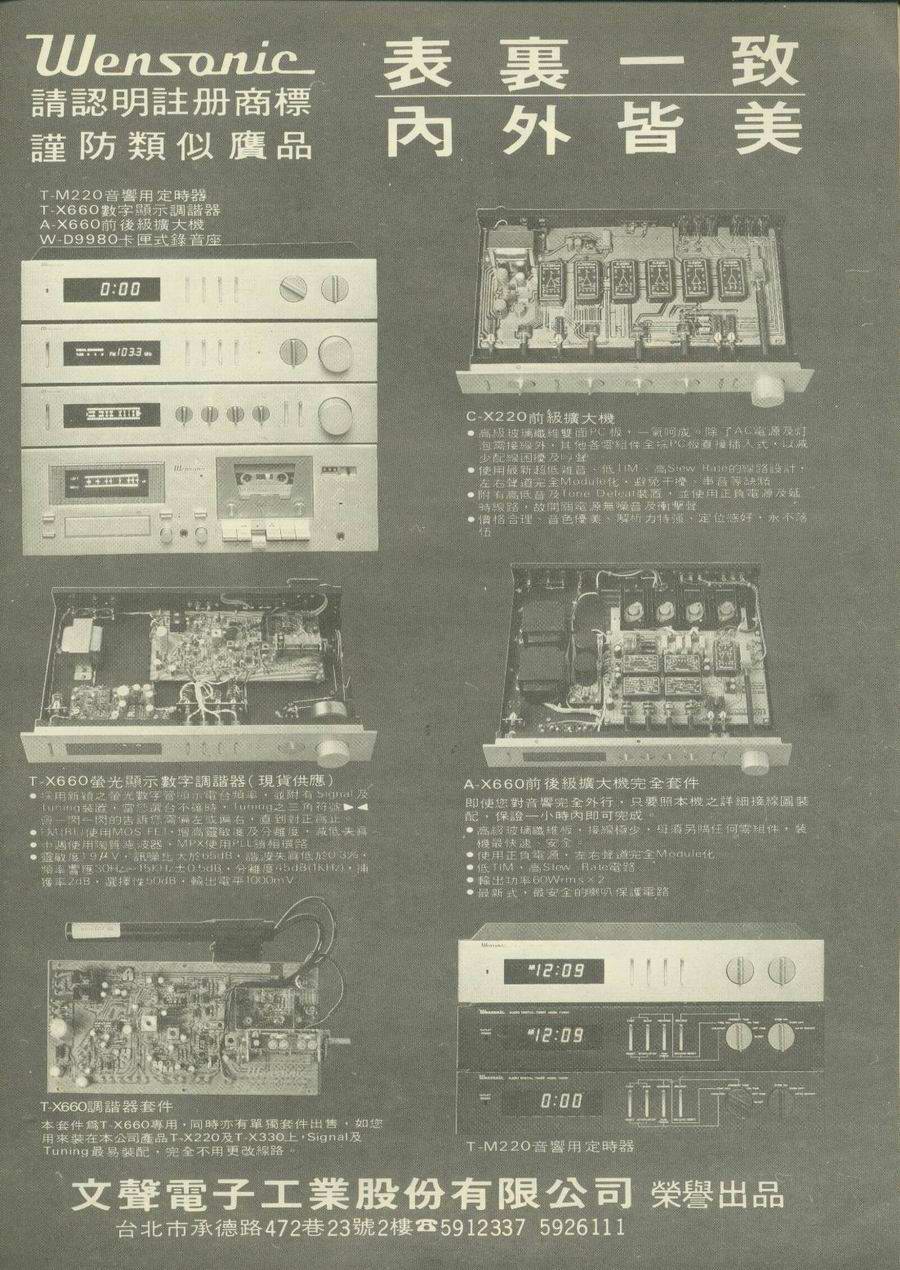 Wensonic
請認明註册商標
謹防類似贋品
表裏一致
內外皆美
T-M220音響用定時器
T-X660數字顯示調諧器
A-X660前後級擴大機
W-D9980卡匣式錄音座
0:00
FM 103.3
Wensonic
C-X220前級擴大機
●高級玻璃纖維雙面PC板,一氣呵成。除了AC電源及灯
泡需接線外,其他各零組件全採PC板直接插入式,以減
少配線困擾及哼聲
●使用最新超低雜音、低TIM、高Slew Rate的線路設計,
左右聲道完全Module化,避免干擾、串音等缺點
●附有高低音及Tone Defeat裝置,並使用正負電源及延
時線路,故開關電源無噪音及衝擊聲
●價格合理、音色優美、解析力特强、定位漲好,永不落
伍
T-X660螢光顯示數字調諧器(現貨供應)
●採用新穎之螢光數字管顯示電台頻率,並附有Signal及
Tuning裝置,當您選台不準時,Tuning之三角符號▶◀
會一閃一閃的告訴您需偏左或偏右,直到對正爲止。
●FM(RF)使用MOS FET,增高靈敏度及分離度,減低失真
●中週使用陶質濾波器,MPX使用PLL鎖相環路
●靈敏度1.9μV,訊噪比大於65dB,諧波失真低於0.3%,
頻率響應30Hz～15KHz±0.5dB,分離度45dB(1KHz),捕
獲率2dB,選擇性50dB,輸出電平1000mV
A-X660前後級擴大機完全套件
即使您對音響完全外行,只要照本機之詳細接線圖裝
配,保證一小時內即可完成。
●高級玻璃纖維板,接線極少,毋須另購任何零組件,裝
機最快速、安全。
●使用正負電源,左右聲道完全Module化
●低TIM,高Slew Rate電路
●輸出功率60Wrms×2
●最新式,最安全的喇叭保護電路
T-X660調諧器套件
本套件爲T-X660專用,同時亦有單獨套件出售,如您
用來裝在本公司產品T-X220及T-X330上,Signal及
Tuning最易裝配,完全不用更改線路。
Wensonic
12:09
Wensonic
12:09
Wensonic
0:00
T-M220音響用定時器
文聲電子工業股份有限公司 榮譽出品
台北市承德路472巷23號2樓☎5912337 5926111